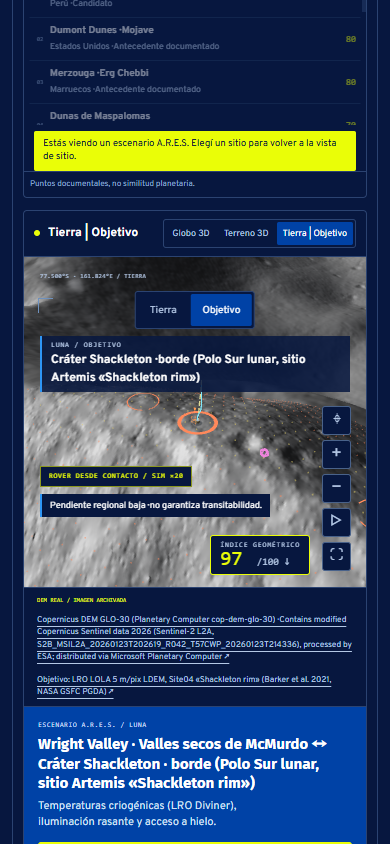 Perú ·Candidato
02 Dumont Dunes ·Mojave 80
Estados Unidos ·Antecedente documentado
03 Merzouga ·Erg Chebbi 80
Marruecos ·Antecedente documentado
Dunas de Maspalomas
Estás viendo un escenario A.R.E.S. Elegí un sitio para volver a la vista
de sitio.
Puntos documentales, no similitud planetaria.
Tierra | Objetivo
Globo 3D Terreno 3D Tierra | Objetivo
77.500°S · 161.824°E / TIERRA
Tierra Objetivo
LUNA / OBJETIVO
Cráter Shackleton ·borde (Polo Sur lunar, sitio
Artemis «Shackleton rim»)
ROVER DESDE CONTACTO / SIM ×20
Pendiente regional baja ·no garantiza transitabilidad.
ÍNDICE GEOMÉTRICO
97 /100 ↓
DEM REAL / IMAGEN ARCHIVADA
Copernicus DEM GLO-30 (Planetary Computer cop-dem-glo-30) ·Contains modified
Copernicus Sentinel data 2026 (Sentinel-2 L2A,
S2B_MSIL2A_20260123T202619_R042_T57CWP_20260123T214336), processed by
ESA; distributed via Microsoft Planetary Computer ↗
Objetivo: LRO LOLA 5 m/pix LDEM, Site04 «Shackleton rim» (Barker et al. 2021,
NASA GSFC PGDA) ↗
ESCENARIO A.R.E.S. / LUNA
Wright Valley · Valles secos de McMurdo ↔
Cráter Shackleton · borde (Polo Sur lunar,
sitio Artemis «Shackleton rim»)
Temperaturas criogénicas (LRO Diviner),
iluminación rasante y acceso a hielo.